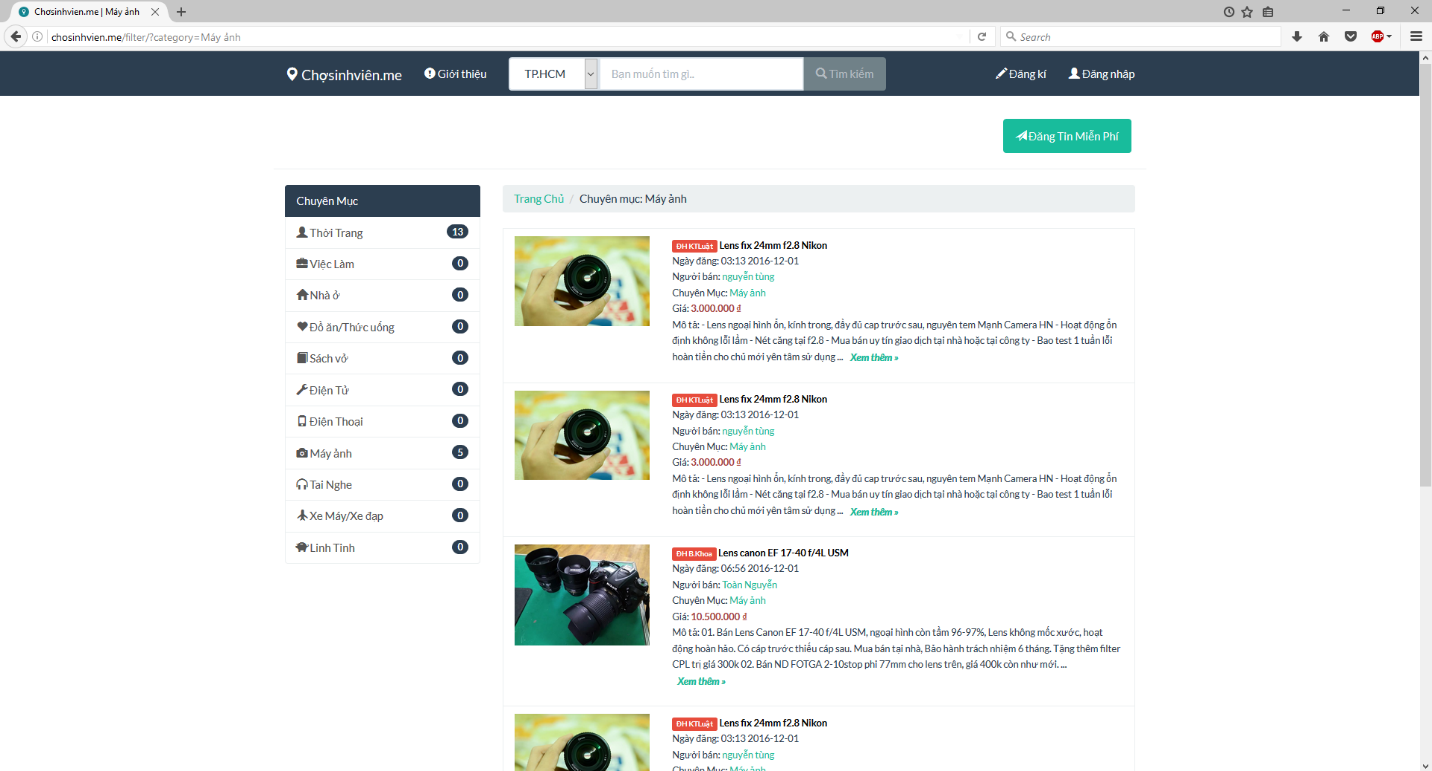 Chợsinhvien.me | Máy ảnh
chosinhvien.me/filter/?category=Máy ảnh
Search
ABP
Chợsinhviên.me
Giới thiệu
TP.HCM
Bạn muốn tìm gì..
Tìm kiếm
Đăng kí
Đăng nhập
Đăng Tin Miễn Phí
Chuyên Mục
Thời Trang 13
Việc Làm 0
Nhà ở 0
Đồ ăn/Thức uống 0
Sách vở 0
Điện Tử 0
Điện Thoại 0
Máy ảnh 5
Tai Nghe 0
Xe Máy/Xe đạp 0
Linh Tinh 0
Trang Chủ / Chuyên mục: Máy ảnh
ĐH KTLuật Lens fix 24mm f2.8 Nikon
Ngày đăng: 03:13 2016-12-01
Người bán: nguyễn tùng
Chuyên Mục: Máy ảnh
Giá: 3.000.000 ₫
Mô tả: - Lens ngoại hình ổn, kính trong, đầy đủ cap trước sau, nguyên tem Mạnh Camera HN - Hoạt động ổn
định không lỗi lầm - Nét căng tại f2.8 - Mua bán uy tín giao dịch tại nhà hoặc tại công ty - Bao test 1 tuần lỗi
hoàn tiền cho chú mới yên tâm sử dụng ... Xem thêm »
ĐH KTLuật Lens fix 24mm f2.8 Nikon
Ngày đăng: 03:13 2016-12-01
Người bán: nguyễn tùng
Chuyên Mục: Máy ảnh
Giá: 3.000.000 ₫
Mô tả: - Lens ngoại hình ổn, kính trong, đầy đủ cap trước sau, nguyên tem Mạnh Camera HN - Hoạt động ổn
định không lỗi lầm - Nét căng tại f2.8 - Mua bán uy tín giao dịch tại nhà hoặc tại công ty - Bao test 1 tuần lỗi
hoàn tiền cho chú mới yên tâm sử dụng ... Xem thêm »
ĐH B.Khoa Lens canon EF 17-40 f/4L USM
Ngày đăng: 06:56 2016-12-01
Người bán: Toàn Nguyễn
Chuyên Mục: Máy ảnh
Giá: 10.500.000 ₫
Mô tả: 01. Bán Lens Canon EF 17-40 f/4L USM, ngoại hình còn tầm 96-97%, Lens không mốc xước, hoạt
động hoàn hảo. Có cáp trước thiếu cáp sau. Mua bán tại nhà, Bảo hành trách nhiệm 6 tháng. Tặng thêm filter
CPL trị giá 300k 02. Bán ND FOTGA 2-10stop phi 77mm cho lens trên, giá 400k còn như mới. ...
Xem thêm »
ĐH KTLuật Lens fix 24mm f2.8 Nikon
Ngày đăng: 03:13 2016-12-01
Người bán: nguyễn tùng
Chuyên Mục: Máy ảnh